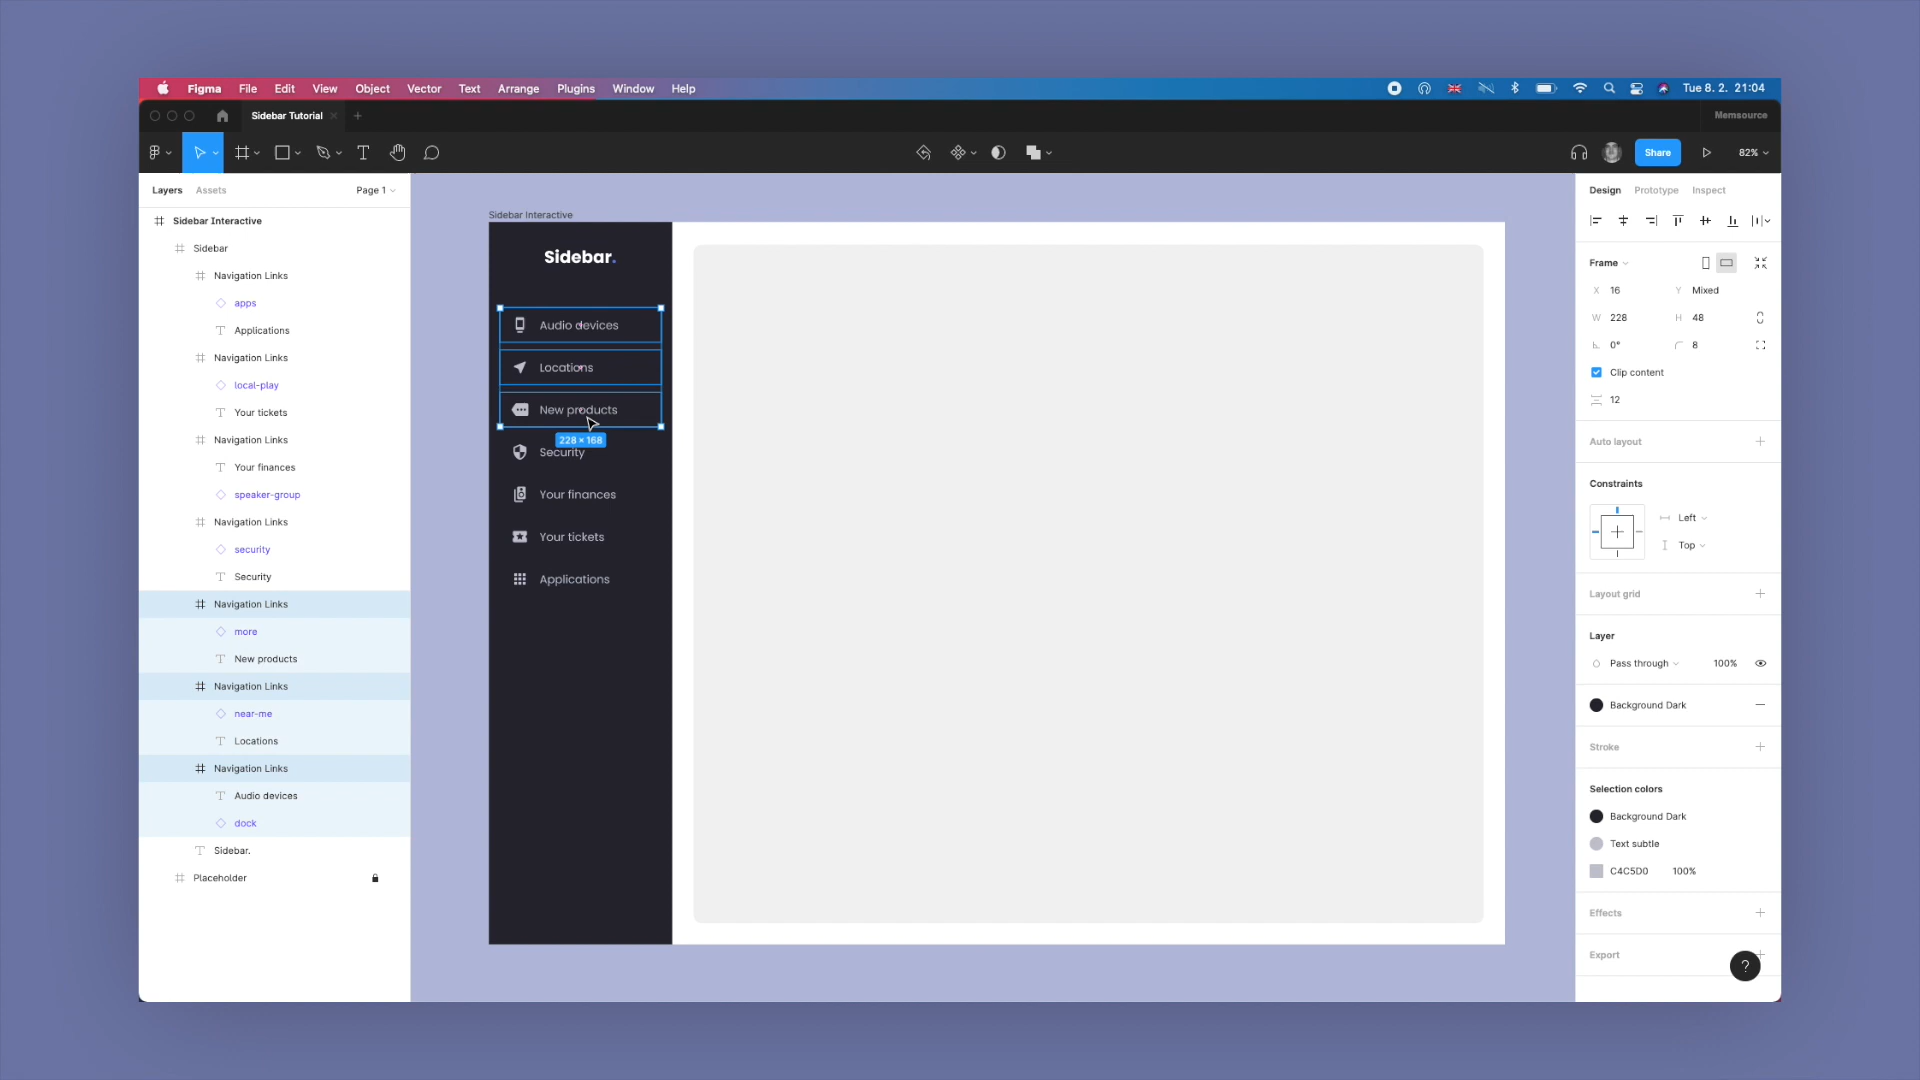 Figma File Edit View Object Vector Text Arrange Plugins Window Help
Tue 8. 2. 21:04
Sidebar Tutorial
Memsource
Share
82%
Layers Assets Page 1
Sidebar Interactive
Sidebar
Navigation Links
apps
Applications
Navigation Links
local-play
Your tickets
Navigation Links
Your finances
speaker-group
Navigation Links
security
Security
Navigation Links
more
New products
Navigation Links
near-me
Locations
Navigation Links
Audio devices
dock
Sidebar.
Placeholder
Sidebar Interactive
Sidebar.
Audio devices
Locations
New products
228 × 168
Security
Your finances
Your tickets
Applications
Design Prototype Inspect
Frame
X 16 Y Mixed
W 228 H 48
0° 8
Clip content
12
Auto layout
Constraints
Left
Top
Layout grid
Layer
Pass through 100%
Background Dark
Stroke
Selection colors
Background Dark
Text subtle
C4C5D0 100%
Effects
Export
?